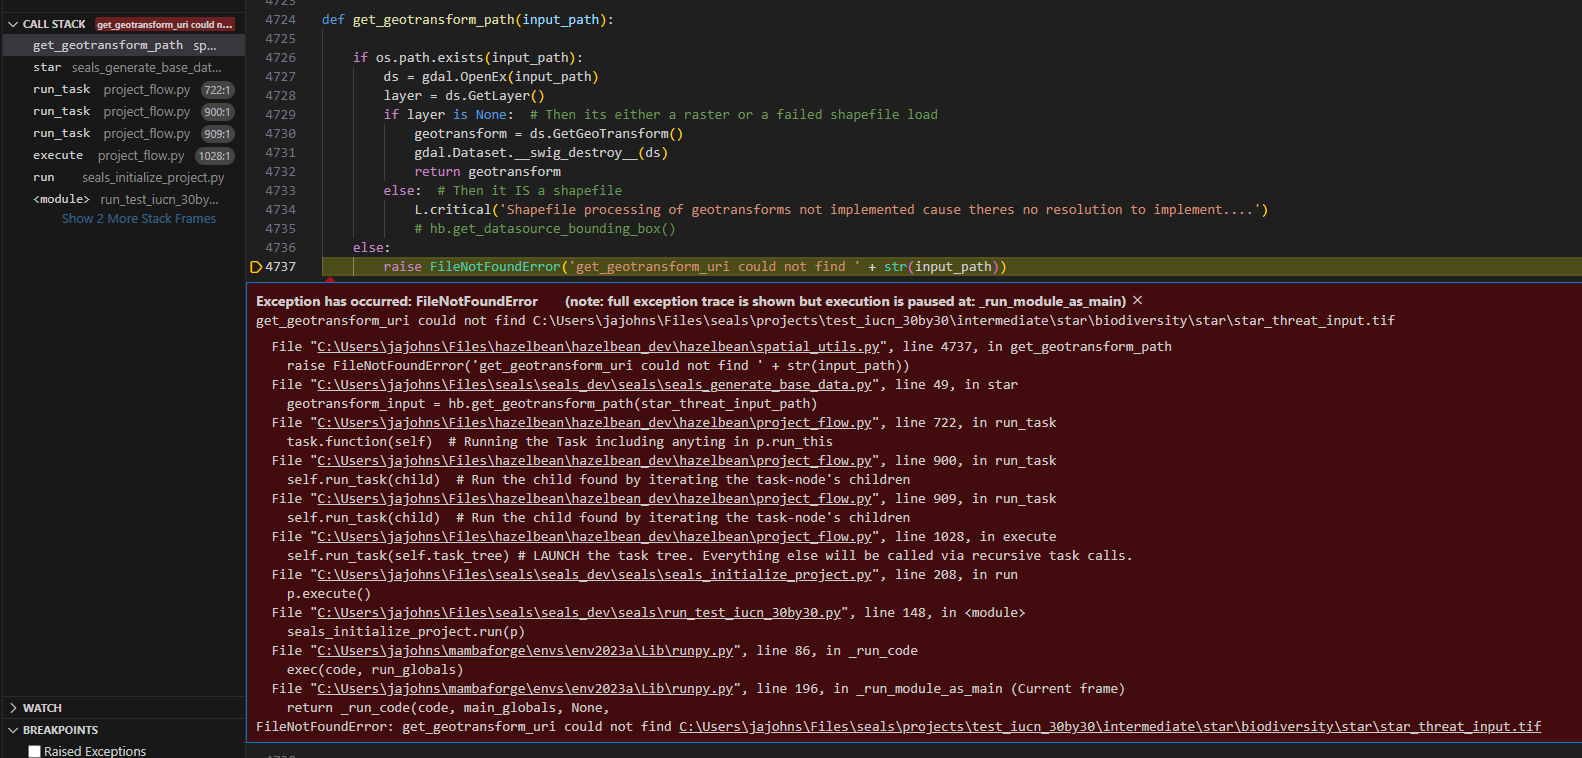 CALL STACK get_geotransform_uri could n...
get_geotransform_path sp...
star seals_generate_base_dat...
run_task project_flow.py 722:1
run_task project_flow.py 900:1
run_task project_flow.py 909:1
execute project_flow.py 1028:1
run seals_initialize_project.py
<module> run_test_iucn_30by...
Show 2 More Stack Frames
WATCH
BREAKPOINTS
Raised Exceptions
4723
4724 def get_geotransform_path(input_path):
4725
4726 if os.path.exists(input_path):
4727 ds = gdal.OpenEx(input_path)
4728 layer = ds.GetLayer()
4729 if layer is None:  # Then its either a raster or a failed shapefile load
4730 geotransform = ds.GetGeoTransform()
4731 gdal.Dataset.__swig_destroy__(ds)
4732 return geotransform
4733 else:  # Then it IS a shapefile
4734 L.critical('Shapefile processing of geotransforms not implemented cause theres no resolution to implement....')
4735 # hb.get_datasource_bounding_box()
4736 else:
4737 raise FileNotFoundError('get_geotransform_uri could not find ' + str(input_path))
Exception has occurred: FileNotFoundError (note: full exception trace is shown but execution is paused at: _run_module_as_main)
get_geotransform_uri could not find C:\Users\jajohns\Files\seals\projects\test_iucn_30by30\intermediate\star\biodiversity\star\star_threat_input.tif
File "C:\Users\jajohns\Files\hazelbean\hazelbean_dev\hazelbean\spatial_utils.py", line 4737, in get_geotransform_path
raise FileNotFoundError('get_geotransform_uri could not find ' + str(input_path))
File "C:\Users\jajohns\Files\seals\seals_dev\seals\seals_generate_base_data.py", line 49, in star
geotransform_input = hb.get_geotransform_path(star_threat_input_path)
File "C:\Users\jajohns\Files\hazelbean\hazelbean_dev\hazelbean\project_flow.py", line 722, in run_task
task.function(self)  # Running the Task including anyting in p.run_this
File "C:\Users\jajohns\Files\hazelbean\hazelbean_dev\hazelbean\project_flow.py", line 900, in run_task
self.run_task(child)  # Run the child found by iterating the task-node's children
File "C:\Users\jajohns\Files\hazelbean\hazelbean_dev\hazelbean\project_flow.py", line 909, in run_task
self.run_task(child)  # Run the child found by iterating the task-node's children
File "C:\Users\jajohns\Files\hazelbean\hazelbean_dev\hazelbean\project_flow.py", line 1028, in execute
self.run_task(self.task_tree) # LAUNCH the task tree. Everything else will be called via recursive task calls.
File "C:\Users\jajohns\Files\seals\seals_dev\seals\seals_initialize_project.py", line 208, in run
p.execute()
File "C:\Users\jajohns\Files\seals\seals_dev\seals\run_test_iucn_30by30.py", line 148, in <module>
seals_initialize_project.run(p)
File "C:\Users\jajohns\mambaforge\envs\env2023a\Lib\runpy.py", line 86, in _run_code
exec(code, run_globals)
File "C:\Users\jajohns\mambaforge\envs\env2023a\Lib\runpy.py", line 196, in _run_module_as_main (Current frame)
return _run_code(code, main_globals, None,
FileNotFoundError: get_geotransform_uri could not find C:\Users\jajohns\Files\seals\projects\test_iucn_30by30\intermediate\star\biodiversity\star\star_threat_input.tif